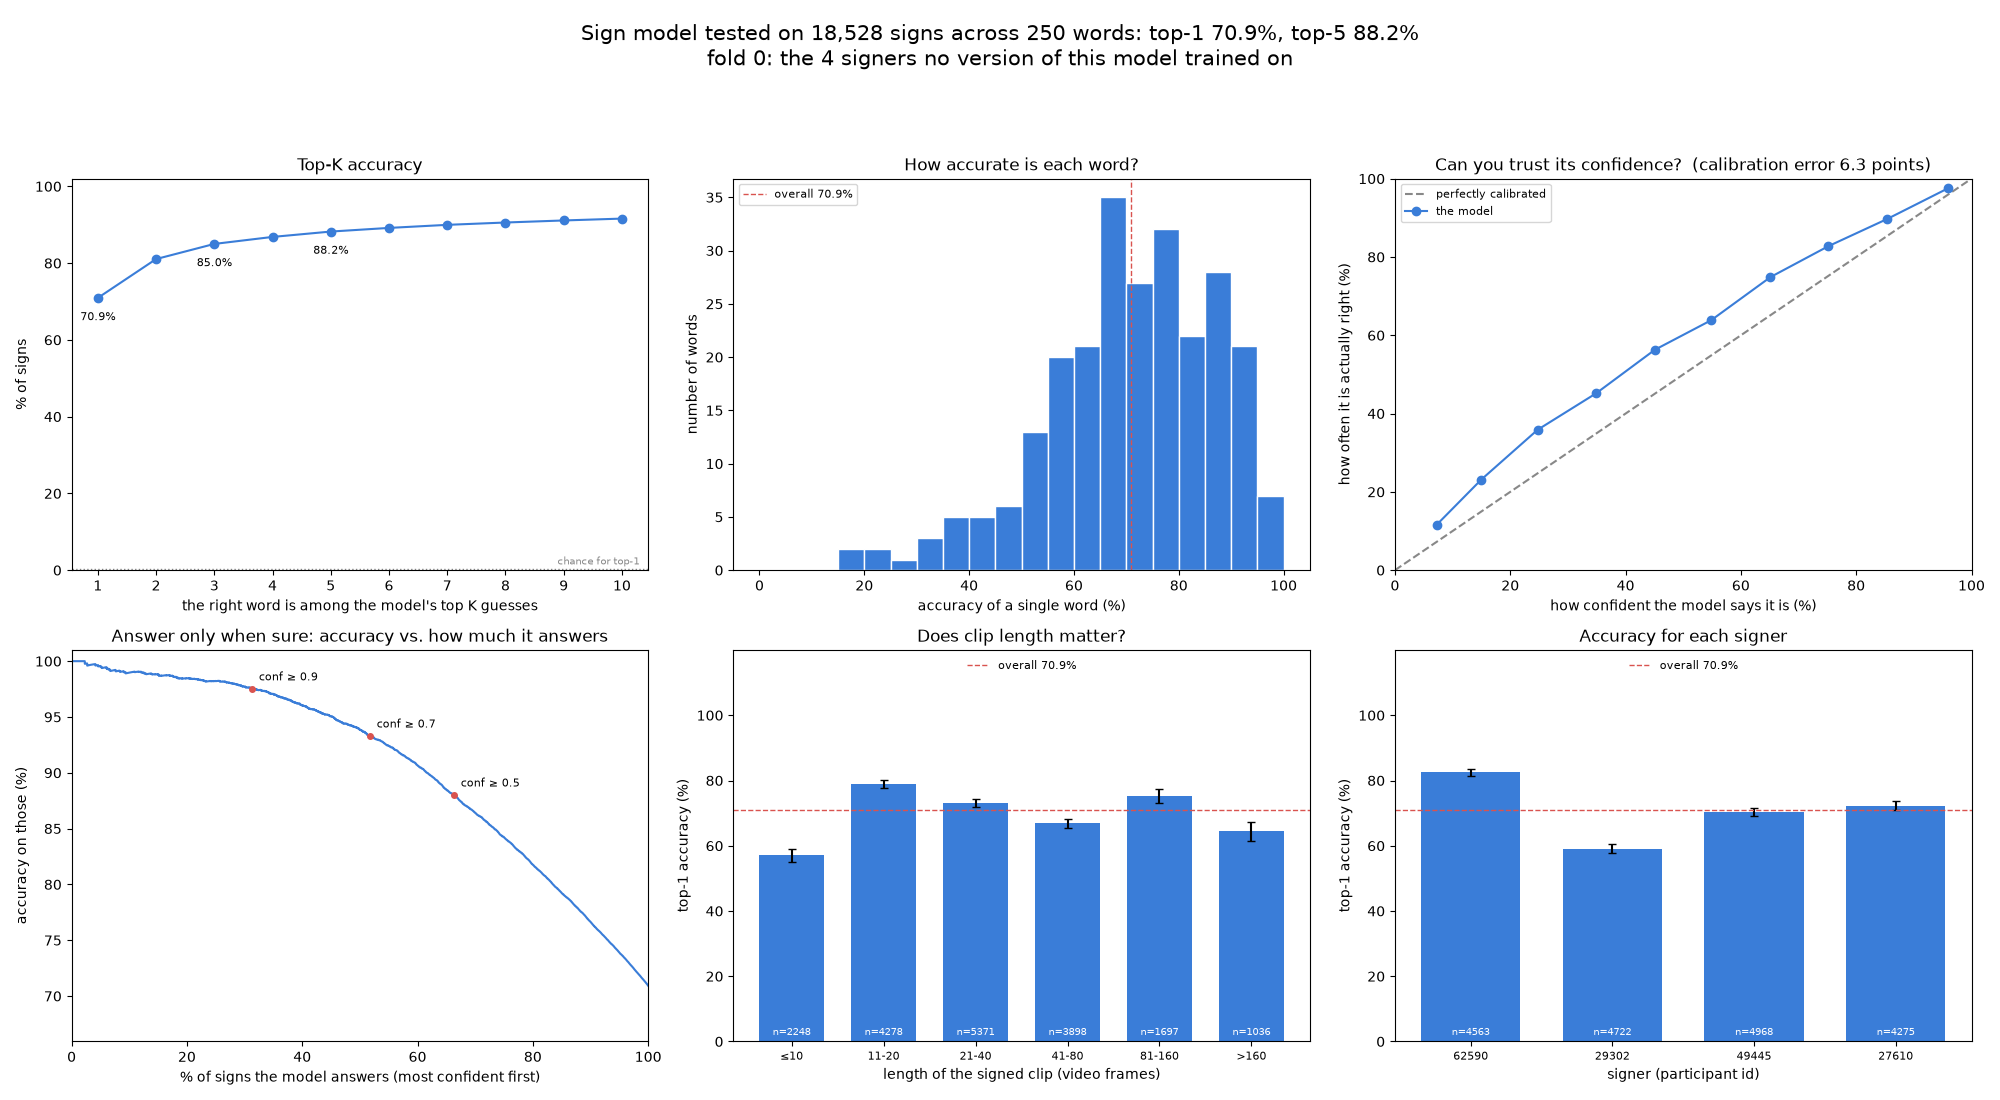 Sign model tested on 18,528 signs across 250 words: top-1 70.9%, top-5 88.2%
fold 0: the 4 signers no version of this model trained on
Top-K accuracy
100
80
60
40
20
0
% of signs
70.9%
85.0%
88.2%
chance for top-1
1 2 3 4 5 6 7 8 9 10
the right word is among the model's top K guesses
How accurate is each word?
overall 70.9%
35
30
25
20
15
10
5
0
number of words
0 20 40 60 80 100
accuracy of a single word (%)
Can you trust its confidence?  (calibration error 6.3 points)
perfectly calibrated
the model
100
80
60
40
20
0
how often it is actually right (%)
0 20 40 60 80 100
how confident the model says it is (%)
Answer only when sure: accuracy vs. how much it answers
100
95
90
85
80
75
70
accuracy on those (%)
conf ≥ 0.9
conf ≥ 0.7
conf ≥ 0.5
0 20 40 60 80 100
% of signs the model answers (most confident first)
Does clip length matter?
overall 70.9%
100
80
60
40
20
0
top-1 accuracy (%)
n=2248 n=4278 n=5371 n=3898 n=1697 n=1036
≤10 11-20 21-40 41-80 81-160 >160
length of the signed clip (video frames)
Accuracy for each signer
overall 70.9%
100
80
60
40
20
0
top-1 accuracy (%)
n=4563 n=4722 n=4968 n=4275
62590 29302 49445 27610
signer (participant id)